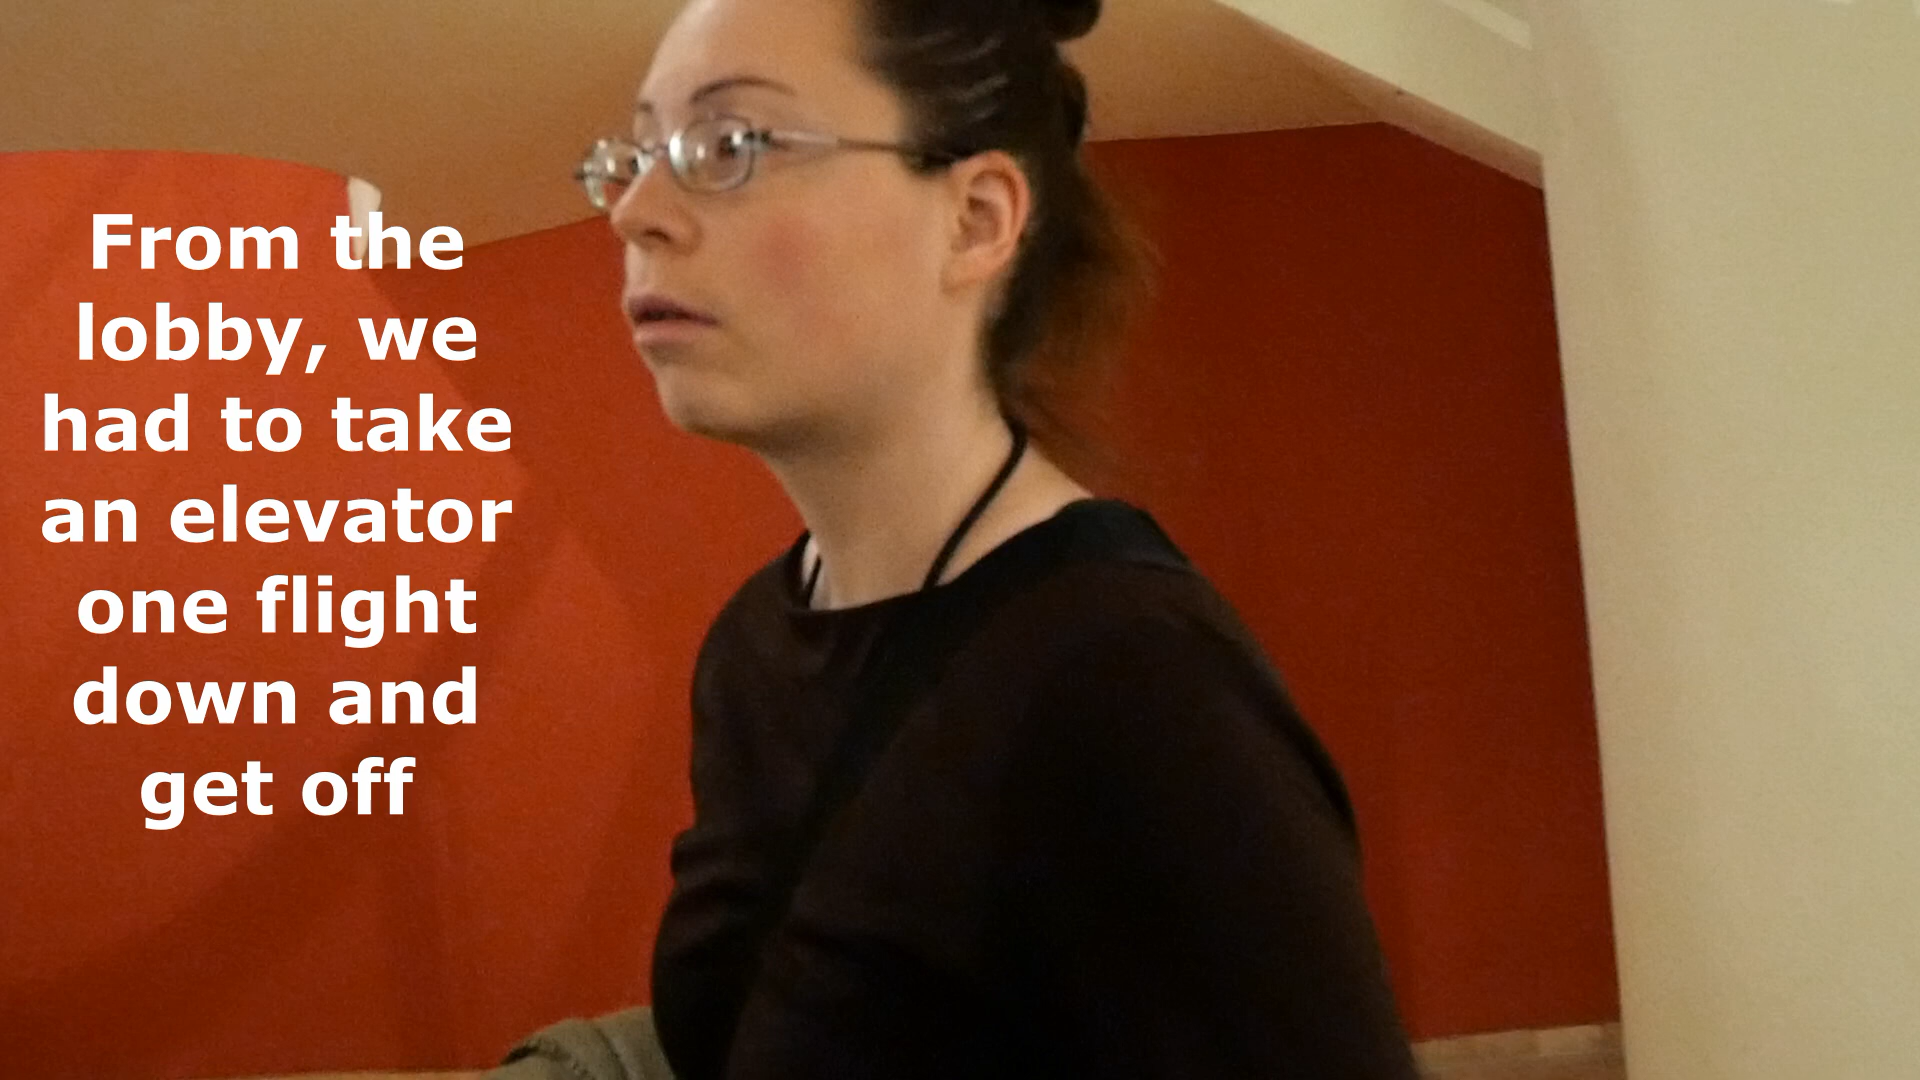 From the
lobby, we
had to take
an elevator
one flight
down and
get off